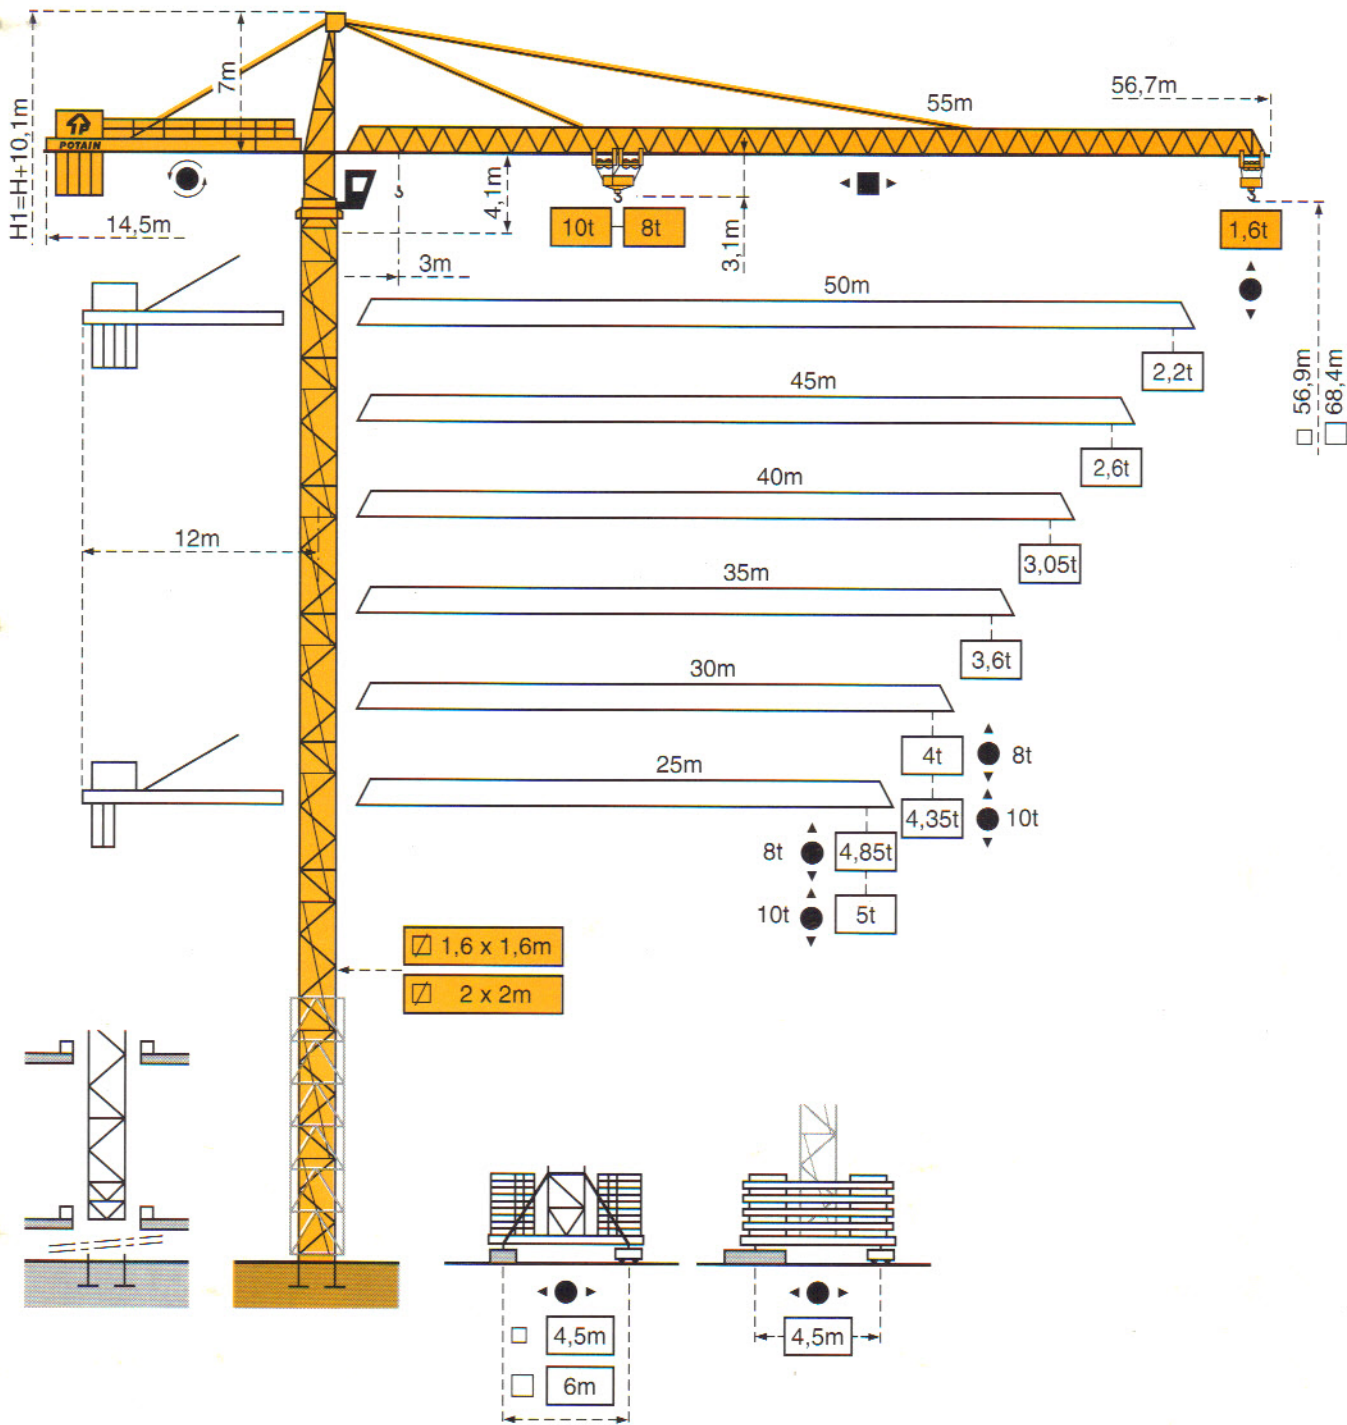 H1=H+10,1m
7m
56,7m
55m
POTAIN
14,5m
4,1m
3m
10t
8t
3,1m
1,6t
50m
2,2t
56,9m
68,4m
45m
2,6t
40m
3,05t
12m
35m
3,6t
30m
4t
8t
4,35t
10t
25m
8t
4,85t
10t
5t
1,6 x 1,6m
2 x 2m
4,5m
6m
4,5m